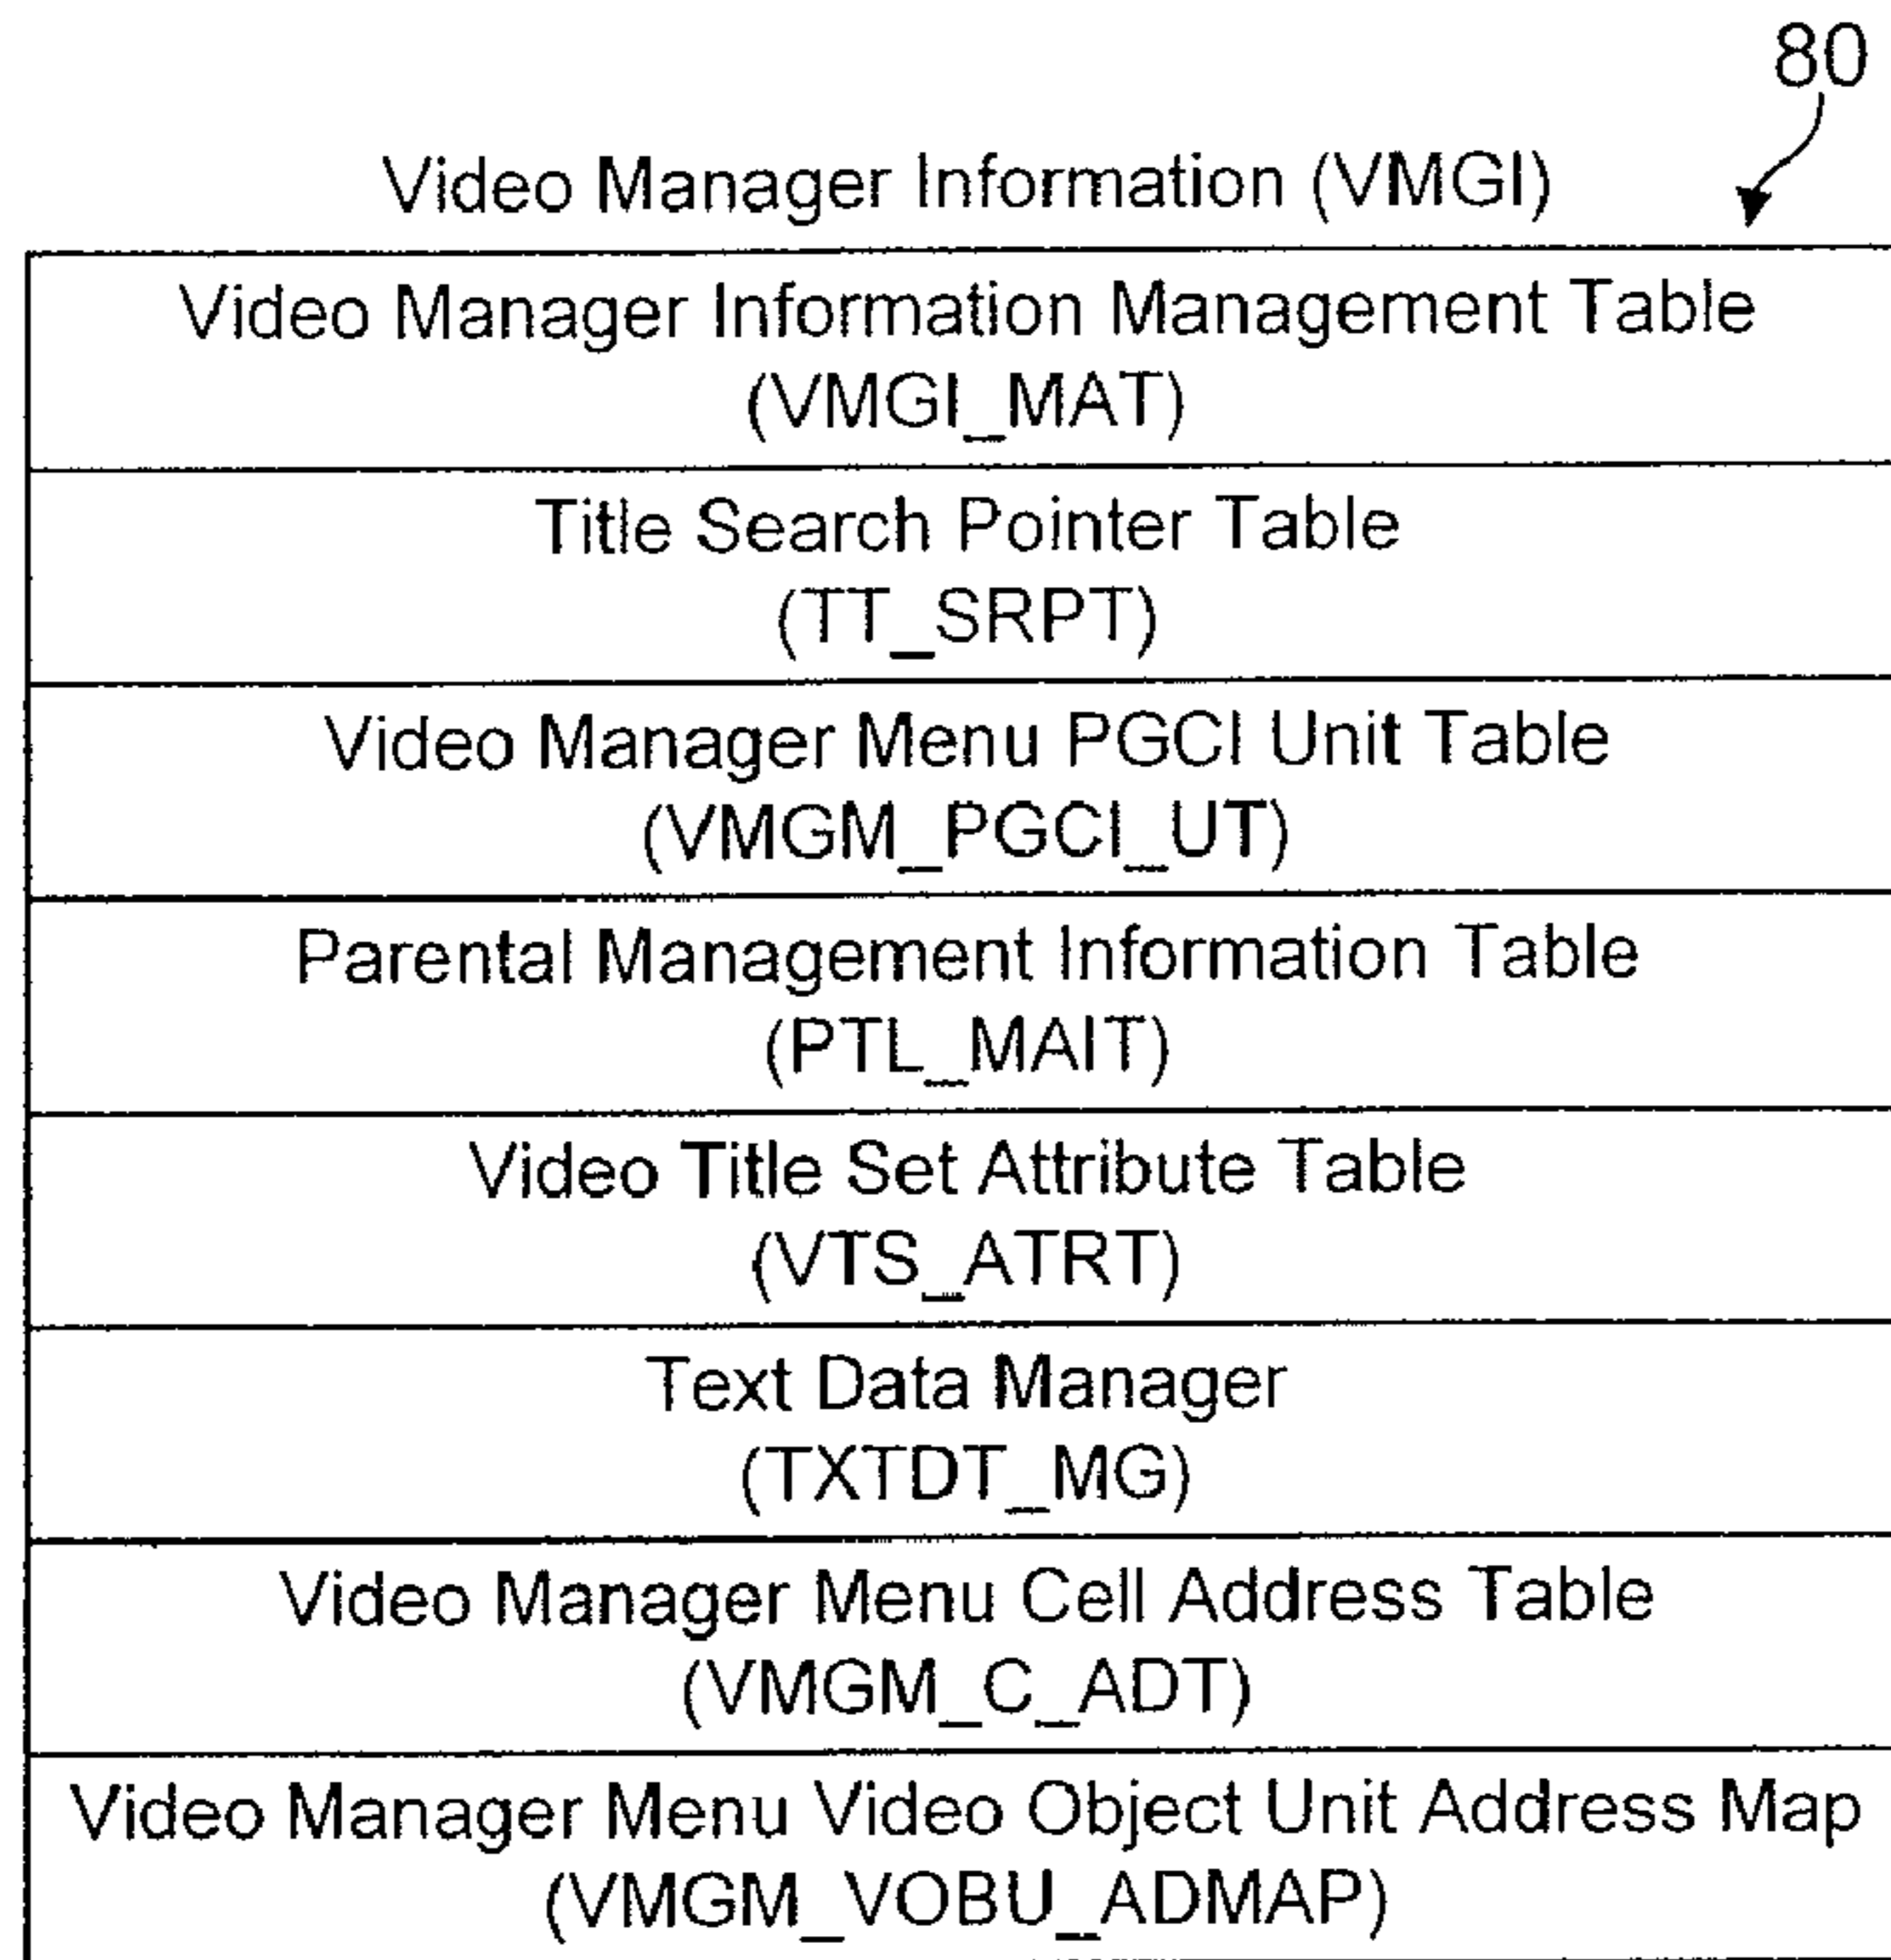 80
Video Manager Information (VMGI)
Video Manager Information Management Table
(VMGI_MAT)
Title Search Pointer Table
(TT_SRPT)
Video Manager Menu PGCI Unit Table
(VMGM_PGCI_UT)
Parental Management Information Table
(PTL_MAIT)
Video Title Set Attribute Table
(VTS_ATRT)
Text Data Manager
(TXTDT_MG)
Video Manager Menu Cell Address Table
(VMGM_C_ADT)
Video Manager Menu Video Object Unit Address Map
(VMGM_VOBU_ADMAP)